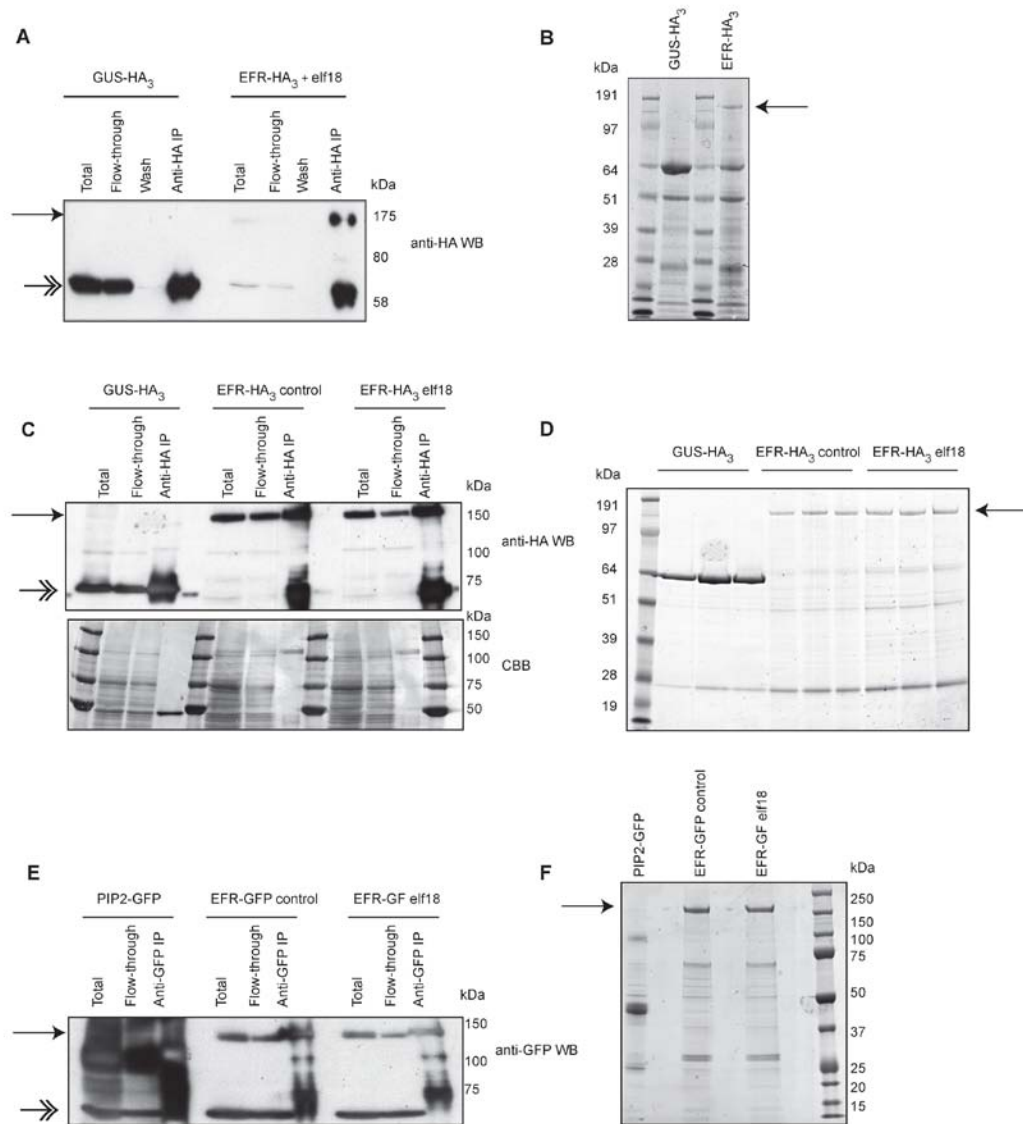 A
GUS-HA3
EFR-HA3 + elf18
Total
Flow-through
Wash
Anti-HA IP
Total
Flow-through
Wash
Anti-HA IP
kDa
175
80
58
anti-HA WB
B
GUS-HA3
EFR-HA3
kDa
191
97
64
51
39
28
C
GUS-HA3
EFR-HA3 control
EFR-HA3 elf18
Total
Flow-through
Anti-HA IP
Total
Flow-through
Anti-HA IP
Total
Flow-through
Anti-HA IP
kDa
150
100
75
anti-HA WB
kDa
150
100
75
50
CBB
D
GUS-HA3
EFR-HA3 control
EFR-HA3 elf18
kDa
191
97
64
51
39
28
19
E
PIP2-GFP
EFR-GFP control
EFR-GF elf18
Total
Flow-through
Anti-GFP IP
Total
Flow-through
Anti-GFP IP
Total
Flow-through
Anti-GFP IP
kDa
150
100
75
anti-GFP WB
F
PIP2-GFP
EFR-GFP control
EFR-GF elf18
kDa
250
150
100
75
50
37
25
20
15